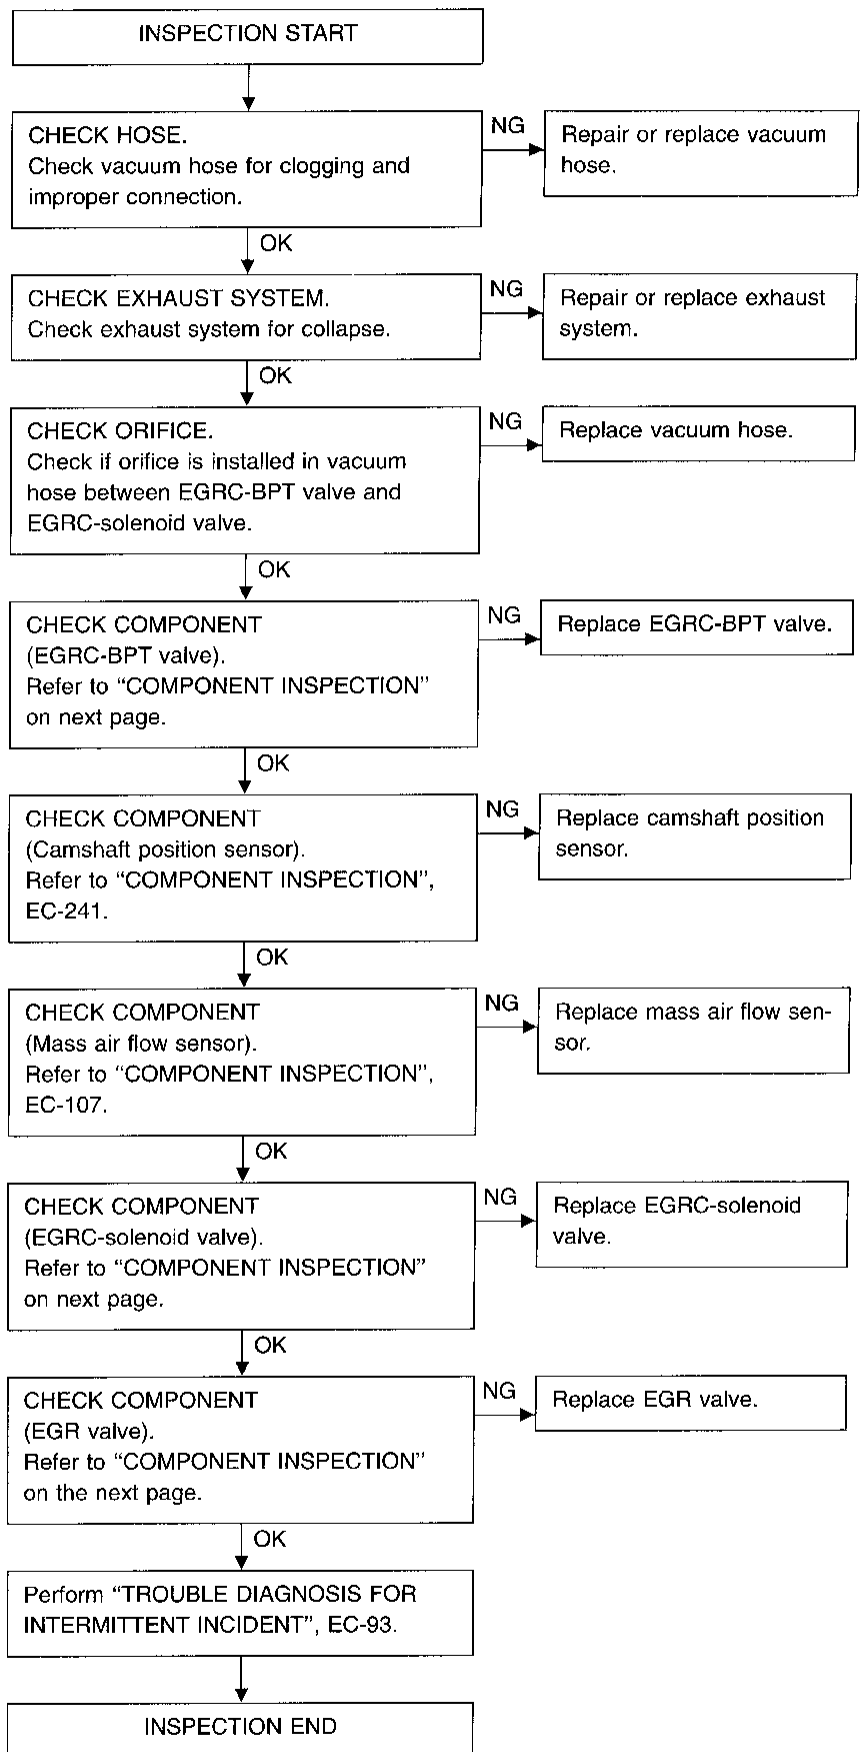 INSPECTION START
CHECK HOSE.
Check vacuum hose for clogging and
improper connection.
NG
Repair or replace vacuum
hose.
OK
CHECK EXHAUST SYSTEM.
Check exhaust system for collapse.
NG
Repair or replace exhaust
system.
OK
CHECK ORIFICE.
Check if orifice is installed in vacuum
hose between EGRC-BPT valve and
EGRC-solenoid valve.
NG
Replace vacuum hose.
OK
CHECK COMPONENT
(EGRC-BPT valve).
Refer to “COMPONENT INSPECTION”
on next page.
NG
Replace EGRC-BPT valve.
OK
CHECK COMPONENT
(Camshaft position sensor).
Refer to “COMPONENT INSPECTION”,
EC-241.
NG
Replace camshaft position
sensor.
OK
CHECK COMPONENT
(Mass air flow sensor).
Refer to “COMPONENT INSPECTION”,
EC-107.
NG
Replace mass air flow sen-
sor.
OK
CHECK COMPONENT
(EGRC-solenoid valve).
Refer to “COMPONENT INSPECTION”
on next page.
NG
Replace EGRC-solenoid
valve.
OK
CHECK COMPONENT
(EGR valve).
Refer to “COMPONENT INSPECTION”
on the next page.
NG
Replace EGR valve.
OK
Perform “TROUBLE DIAGNOSIS FOR
INTERMITTENT INCIDENT”, EC-93.
INSPECTION END